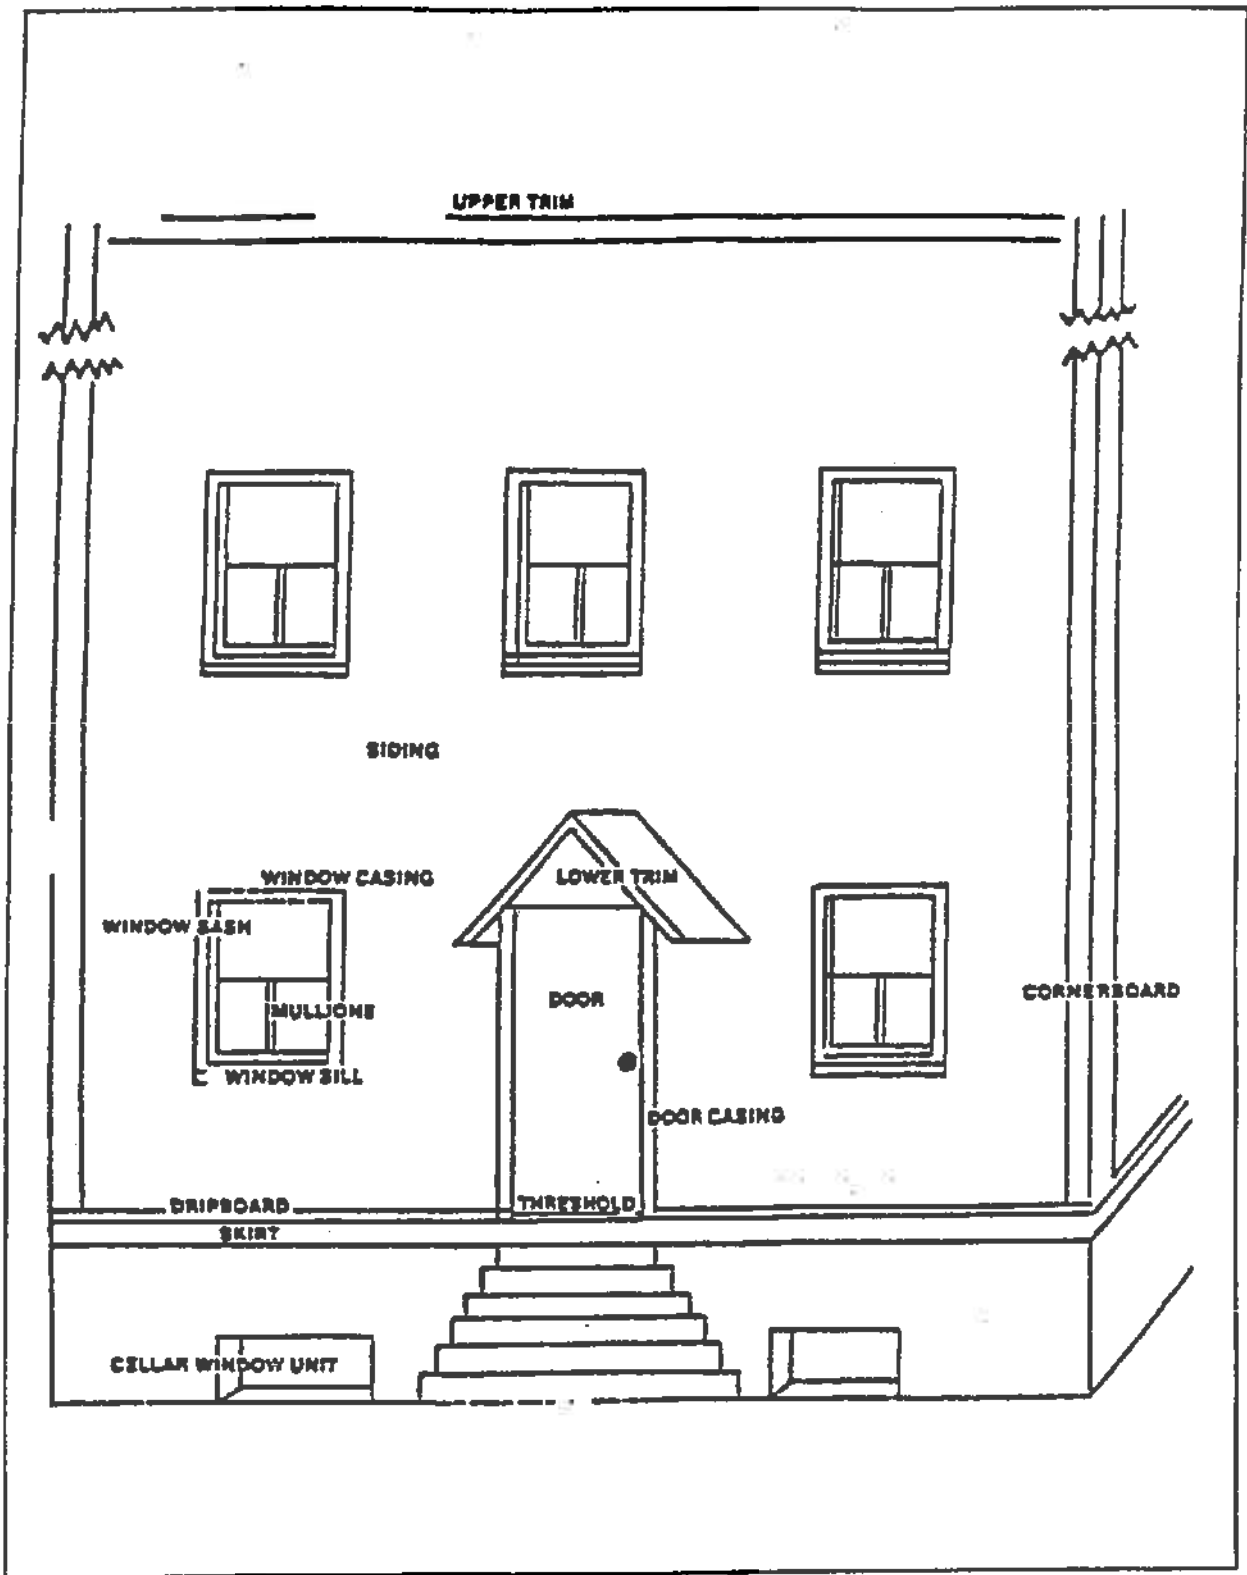 UPPER TRIM
SIDING
WINDOW CASING
LOWER TRIM
WINDOW SASH
CORNERBOARD
DOOR
MULLIONS
WINDOW SILL
DOOR CASING
DRIPBOARD
THRESHOLD
SKIRT
CELLAR WINDOW UNIT